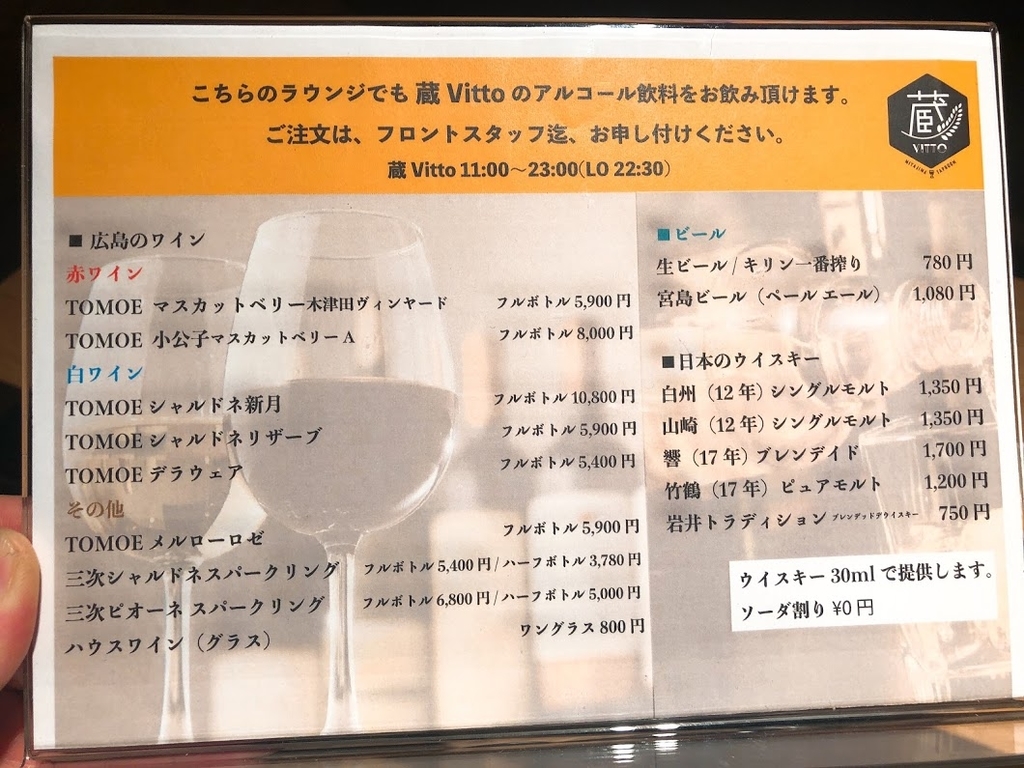 こちらのラウンジでも 蔵 Vitto のアルコール飲料をお飲み頂けます。
ご注文は、フロントスタッフ迄、お申し付けください。
蔵 Vitto 11:00～23:00(LO 22:30)
蔵
VITTO
MIYAJIMA TAPROOM
■ 広島のワイン
赤ワイン
TOMOE マスカットベリー木津田ヴィンヤード フルボトル 5,900 円
TOMOE 小公子マスカットベリー A フルボトル 8,000 円
白ワイン
TOMOE シャルドネ新月 フルボトル 10,800 円
TOMOE シャルドネリザーブ フルボトル 5,900 円
TOMOE デラウェア フルボトル 5,400 円
その他
TOMOE メルローロゼ フルボトル 5,900 円
三次シャルドネスパークリング フルボトル 5,400 円 / ハーフボトル 3,780 円
三次ピオーネ スパークリング フルボトル 6,800 円 / ハーフボトル 5,000 円
ハウスワイン（グラス） ワングラス 800 円
■ ビール
生ビール / キリン一番搾り 780 円
宮島ビール（ペールエール） 1,080 円
■日本のウイスキー
白州（12 年）シングルモルト 1,350 円
山崎（12 年）シングルモルト 1,350 円
響（17 年）ブレンデイド 1,700 円
竹鶴（17 年）ピュアモルト 1,200 円
岩井トラディション ブレンデッドデウイスキー 750 円
ウイスキー 30ml で提供します。
ソーダ割り ¥0 円